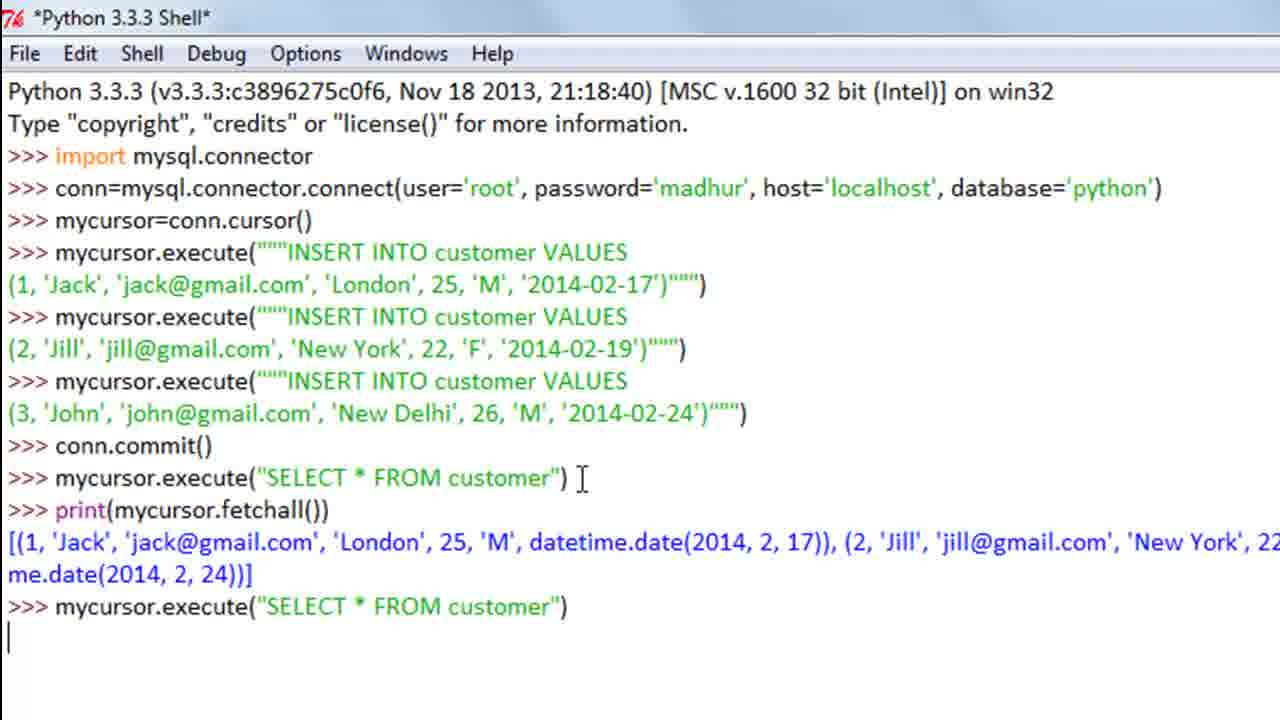 *Python 3.3.3 Shell*
File Edit Shell Debug Options Windows Help
Python 3.3.3 (v3.3.3:c3896275c0f6, Nov 18 2013, 21:18:40) [MSC v.1600 32 bit (Intel)] on win32
Type "copyright", "credits" or "license()" for more information.
>>> import mysql.connector
>>> conn=mysql.connector.connect(user='root', password='madhur', host='localhost', database='python')
>>> mycursor=conn.cursor()
>>> mycursor.execute("""INSERT INTO customer VALUES
(1, 'Jack', 'jack@gmail.com', 'London', 25, 'M', '2014-02-17')""")
>>> mycursor.execute("""INSERT INTO customer VALUES
(2, 'Jill', 'jill@gmail.com', 'New York', 22, 'F', '2014-02-19')""")
>>> mycursor.execute("""INSERT INTO customer VALUES
(3, 'John', 'john@gmail.com', 'New Delhi', 26, 'M', '2014-02-24')""")
>>> conn.commit()
>>> mycursor.execute("SELECT * FROM customer")
>>> print(mycursor.fetchall())
[(1, 'Jack', 'jack@gmail.com', 'London', 25, 'M', datetime.date(2014, 2, 17)), (2, 'Jill', 'jill@gmail.com', 'New York', 22
me.date(2014, 2, 24))]
>>> mycursor.execute("SELECT * FROM customer")